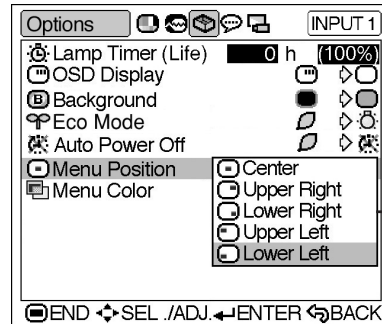 Options INPUT 1
Lamp Timer (Life) 0 h (100%)
OSD Display
B Background
Eco Mode
Auto Power Off
Menu Position
Menu Color
Center
Upper Right
Lower Right
Upper Left
Lower Left
END SEL./ADJ. ENTER BACK